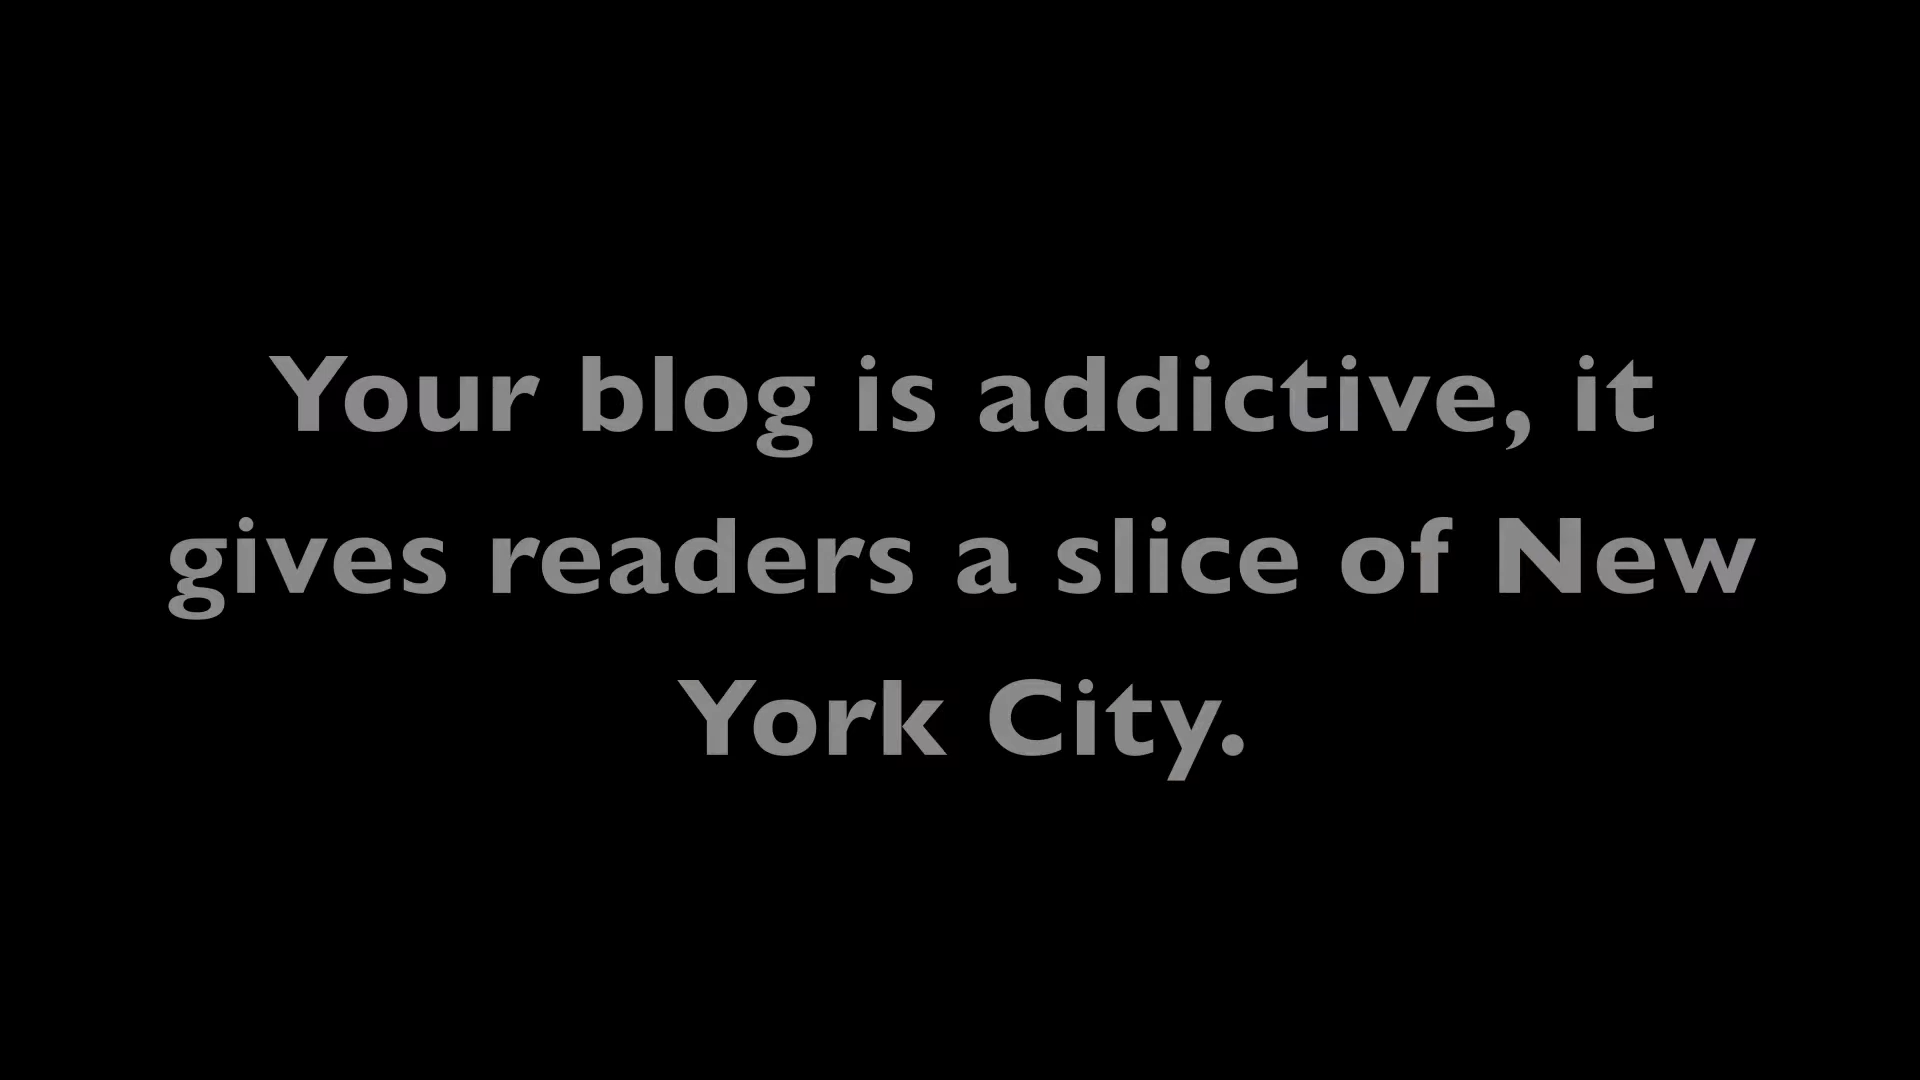 Your blog is addictive, it
gives readers a slice of New
York City.